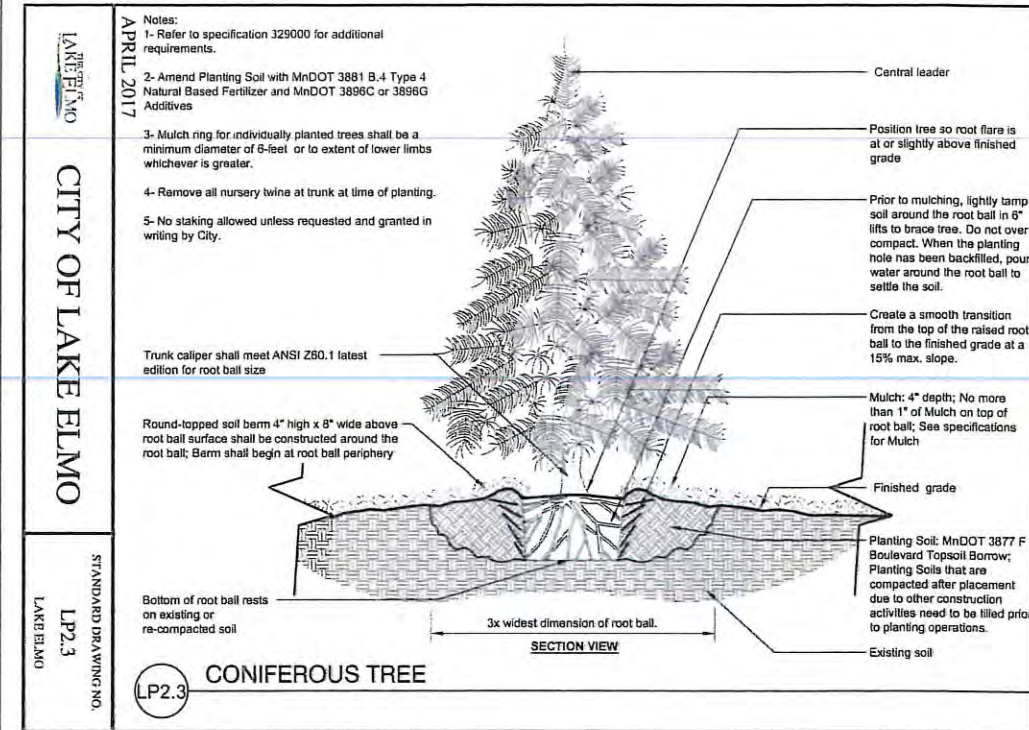 THE CITY OF
LAKE ELMO
CITY OF LAKE ELMO
STANDARD DRAWING NO.
LP2.3
LAKE ELMO
APRIL 2017
Notes:
1- Refer to specification 329000 for additional
requirements.
2- Amend Planting Soil with MnDOT 3881 B.4 Type 4
Natural Based Fertilizer and MnDOT 3896C or 3896G
Additives
3- Mulch ring for individually planted trees shall be a
minimum diameter of 6-feet or to extent of lower limbs
whichever is greater.
4- Remove all nursery twine at trunk at time of planting.
5- No staking allowed unless requested and granted in
writing by City.
Trunk caliper shall meet ANSI Z60.1 latest
edition for root ball size
Round-topped soil berm 4" high x 8" wide above
root ball surface shall be constructed around the
root ball; Berm shall begin at root ball periphery
Bottom of root ball rests
on existing or
re-compacted soil
Central leader
Position tree so root flare is
at or slightly above finished
grade
Prior to mulching, lightly tamp
soil around the root ball in 6"
lifts to brace tree. Do not over
compact. When the planting
hole has been backfilled, pour
water around the root ball to
settle the soil.
Create a smooth transition
from the top of the raised root
ball to the finished grade at a
15% max. slope.
Mulch: 4" depth; No more
than 1" of Mulch on top of
root ball; See specifications
for Mulch
Finished grade
Planting Soil: MnDOT 3877 F
Boulevard Topsoil Borrow;
Planting Soils that are
compacted after placement
due to other construction
activities need to be tilled prior
to planting operations.
Existing soil
3x widest dimension of root ball.
SECTION VIEW
LP2.3
CONIFEROUS TREE